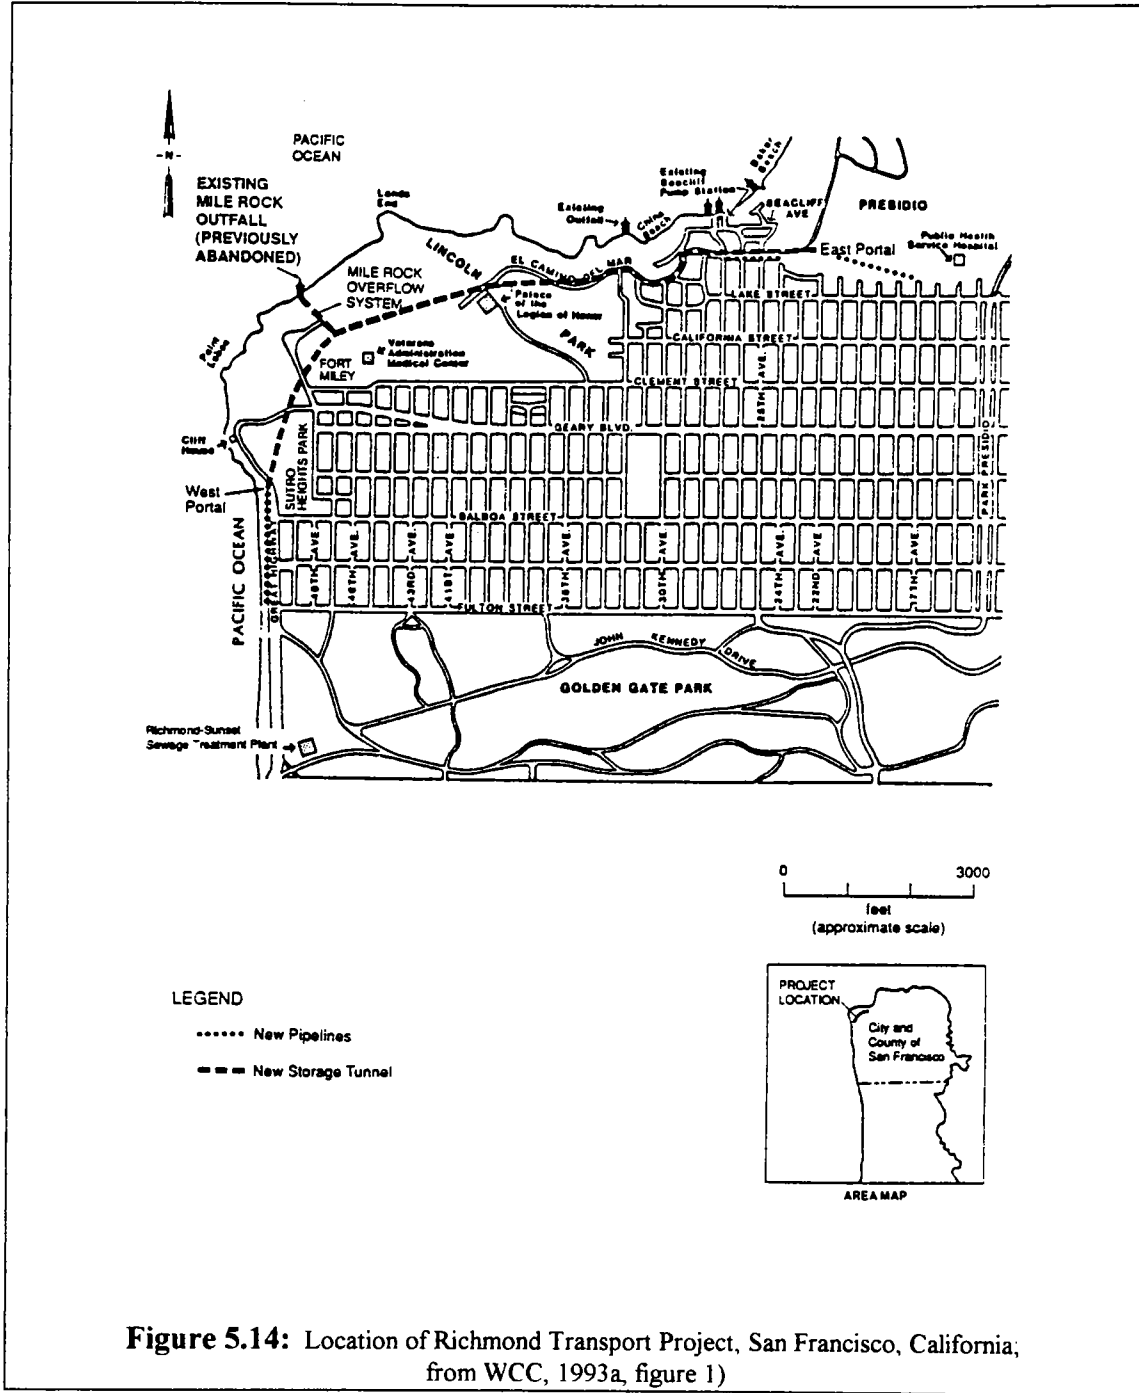 -N-
PACIFIC
OCEAN
EXISTING
MILE ROCK
OUTFALL
(PREVIOUSLY
ABANDONED)
Lands
End
Existing
Outfall
China
Beach
Existing
Seacliff
Pump Station
Baker
Beach
SEACLIFF
AVE
PRESIDIO
Public Health
Service Hospital
East Portal
MILE ROCK
OVERFLOW
SYSTEM
LINCOLN
EL CAMINO DEL MAR
Palace
of the
Legion of Honor
PARK
LAKE STREET
CALIFORNIA STREET
Point
Lobos
FORT
MILEY
Veterans
Administration
Medical Center
CLEMENT STREET
25TH AVE.
GEARY BLVD.
PARK PRESIDIO
Cliff
House
SUTRO
HEIGHTS PARK
West
Portal
BALBOA STREET
PACIFIC OCEAN
GREAT HIGHWAY
48TH AVE.
46TH AVE.
43RD AVE.
41ST AVE
36TH AVE.
30TH AVE.
24TH AVE.
22ND AVE
17TH AVE.
FULTON STREET
JOHN KENNEDY DRIVE
GOLDEN GATE PARK
Richmond-Sunset
Sewage Treatment Plant
0 3000
feet
(approximate scale)
LEGEND
New Pipelines
New Storage Tunnel
PROJECT
LOCATION
City and
County of
San Francisco
AREA MAP
Figure 5.14: Location of Richmond Transport Project, San Francisco, California;
from WCC, 1993a, figure 1)